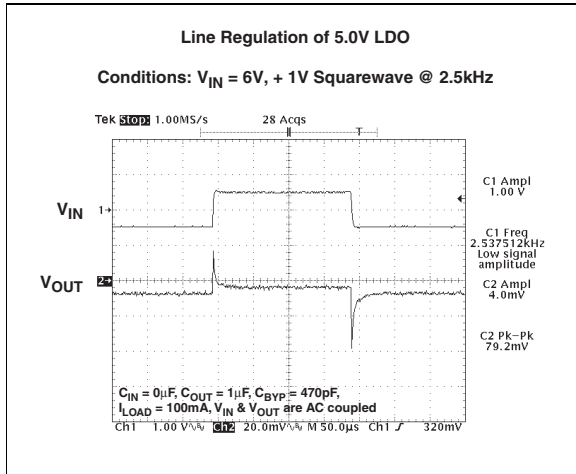 Line Regulation of 5.0V LDO
Conditions: VIN = 6V, + 1V Squarewave @ 2.5kHz
Tek Stop: 1.00MS/s 28 Acqs
T
C1 Ampl
1.00 V
VIN
1→
C1 Freq
2.537512kHz
Low signal
amplitude
VOUT
2→
C2 Ampl
4.0mV
C2 Pk–Pk
79.2mV
CIN = 0µF, COUT = 1µF, CBYP = 470pF,
ILOAD = 100mA, VIN & VOUT are AC coupled
Ch1 1.00 V Ch2 20.0mV M 50.0µs Ch1 320mV